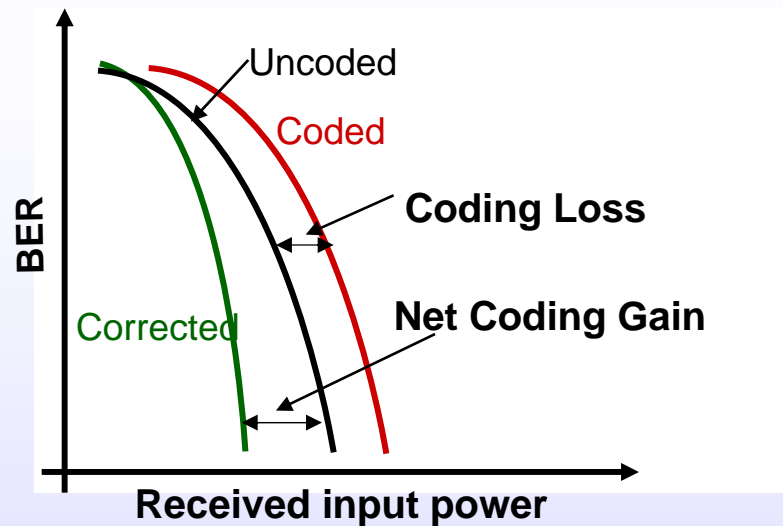 Uncoded
Coded
Coding Loss
BER
Net Coding Gain
Corrected
Received input power